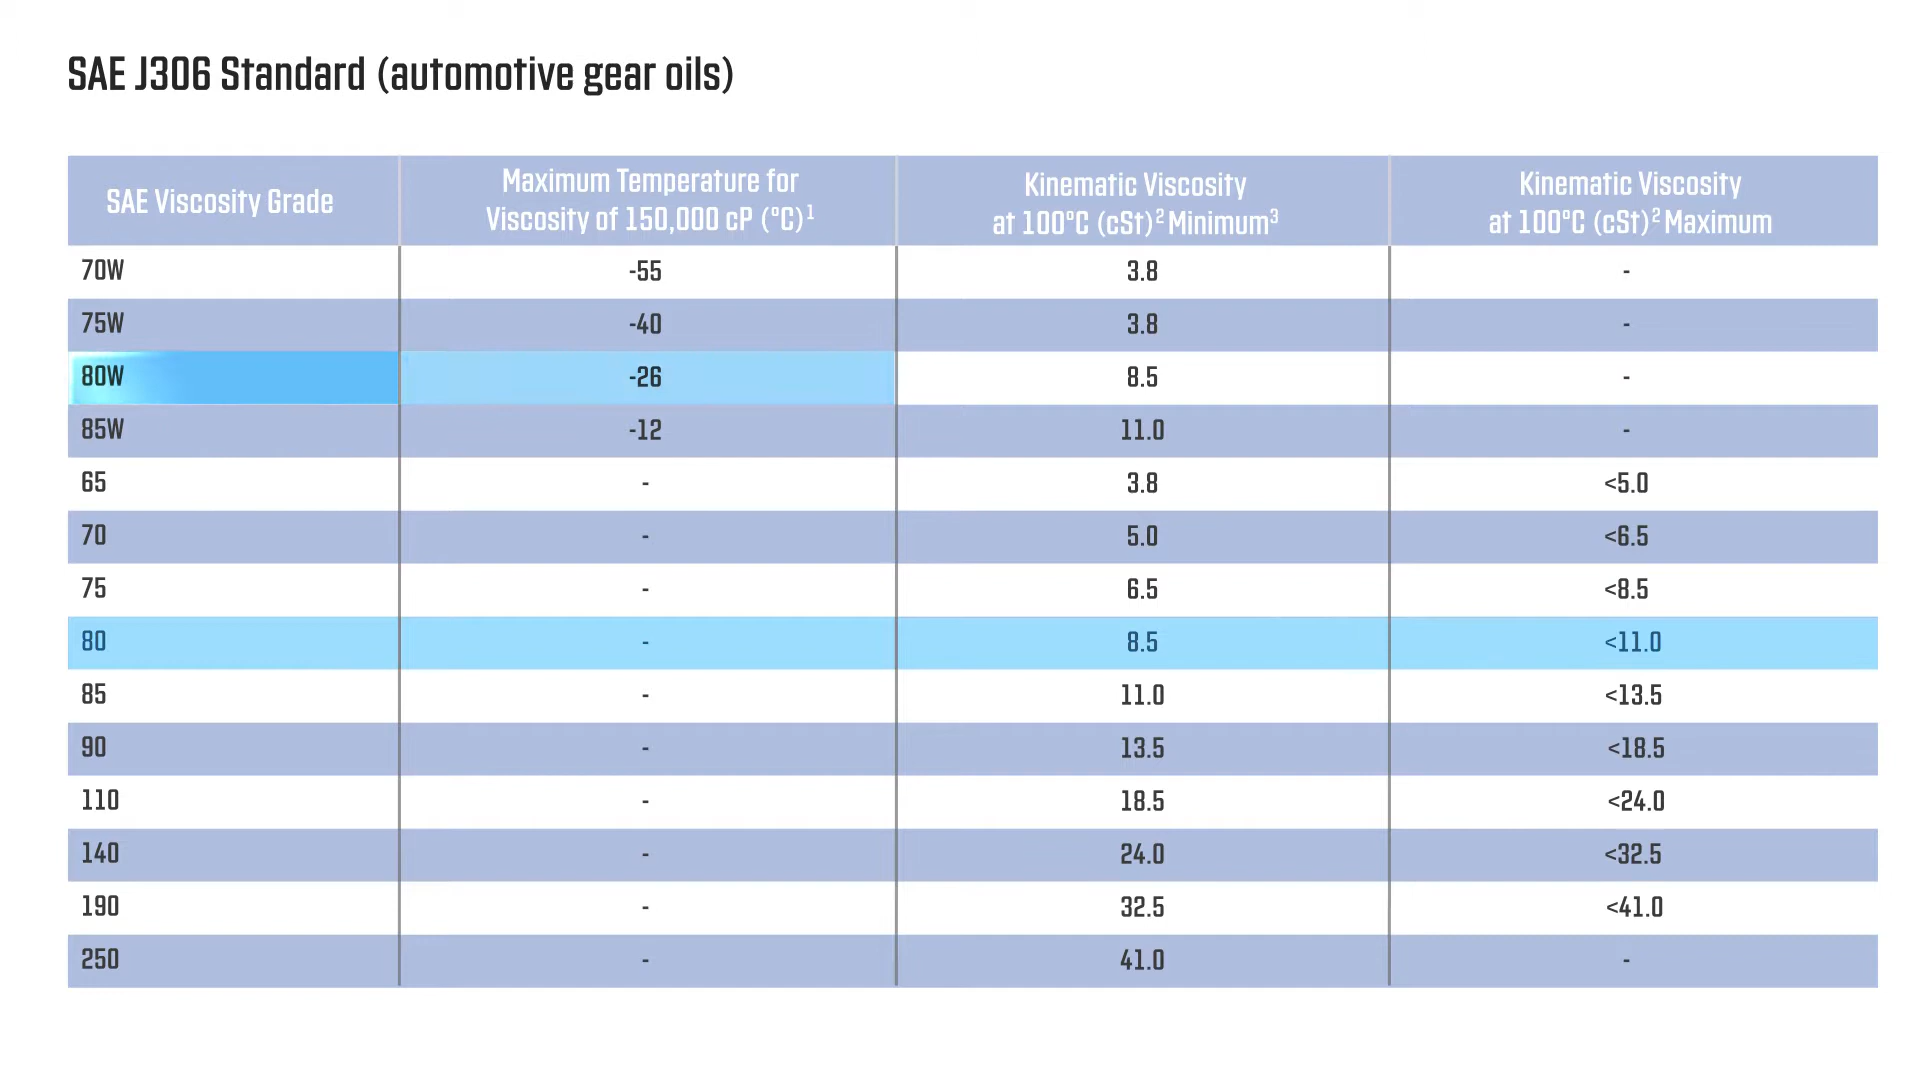 SAE J306 Standard (automotive gear oils)
SAE Viscosity Grade
Maximum Temperature for
Viscosity of 150,000 cP (°C)¹
Kinematic Viscosity
at 100°C (cSt)² Minimum³
Kinematic Viscosity
at 100°C (cSt)² Maximum
70W -55 3.8 -
75W -40 3.8 -
80W -26 8.5 -
85W -12 11.0 -
65 - 3.8 <5.0
70 - 5.0 <6.5
75 - 6.5 <8.5
80 - 8.5 <11.0
85 - 11.0 <13.5
90 - 13.5 <18.5
110 - 18.5 <24.0
140 - 24.0 <32.5
190 - 32.5 <41.0
250 - 41.0 -